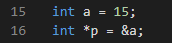 15 int a = 15;
16 int *p = &a;